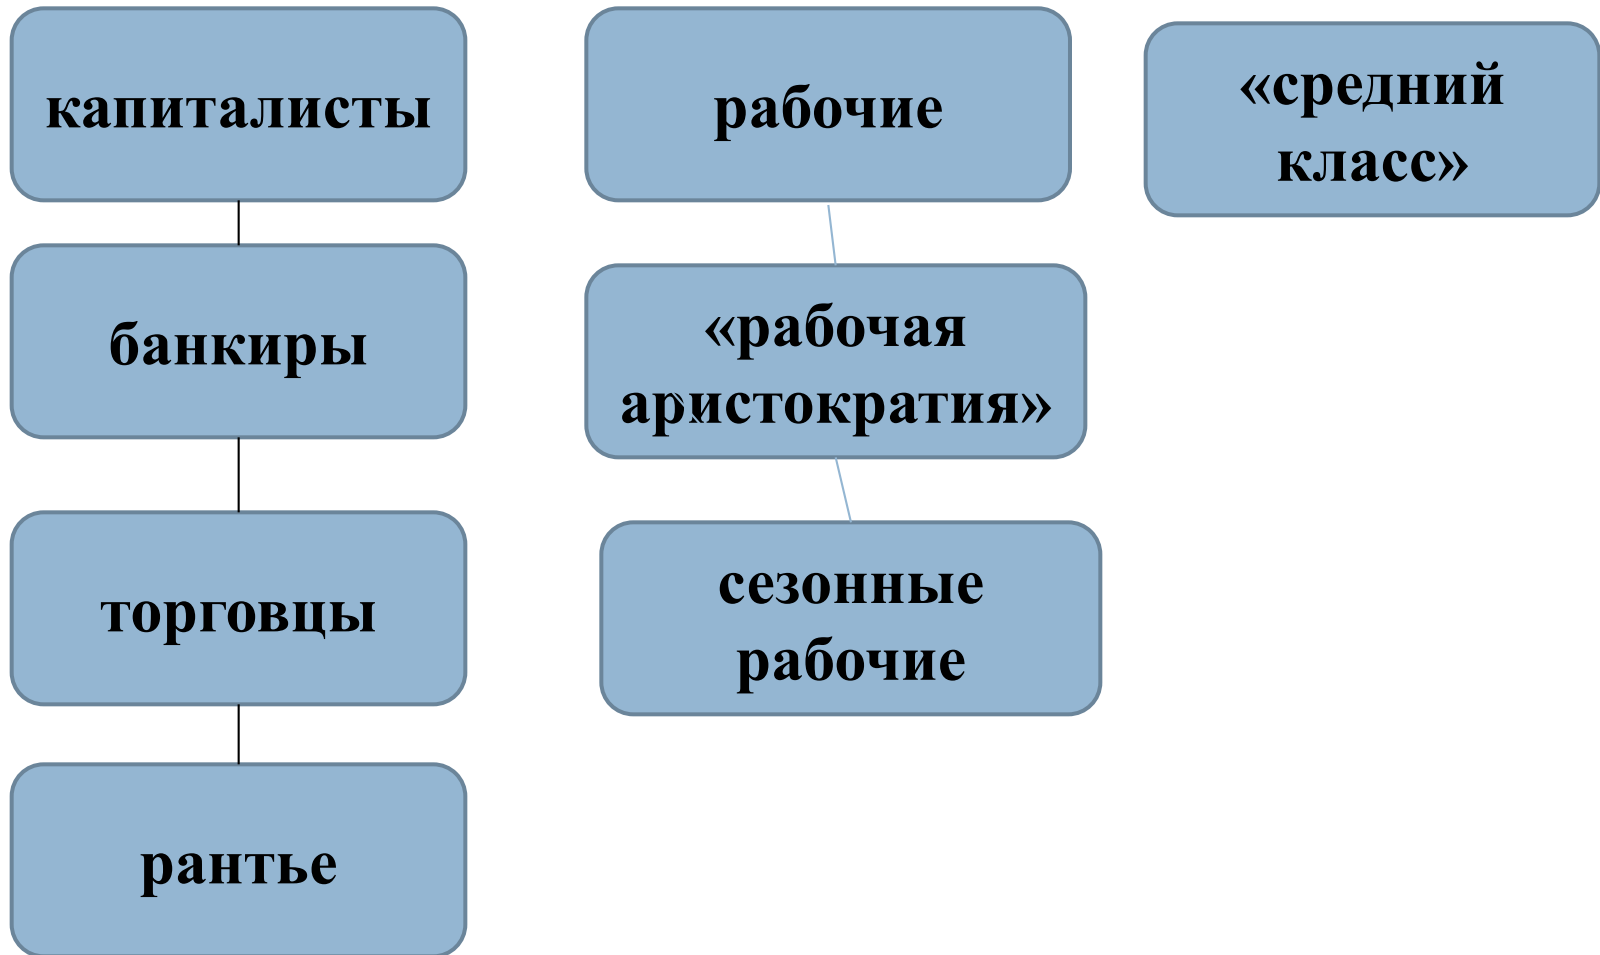 капиталисты
банкиры
торговцы
рантье
рабочие
«рабочая
аристократия»
сезонные
рабочие
«средний
класс»